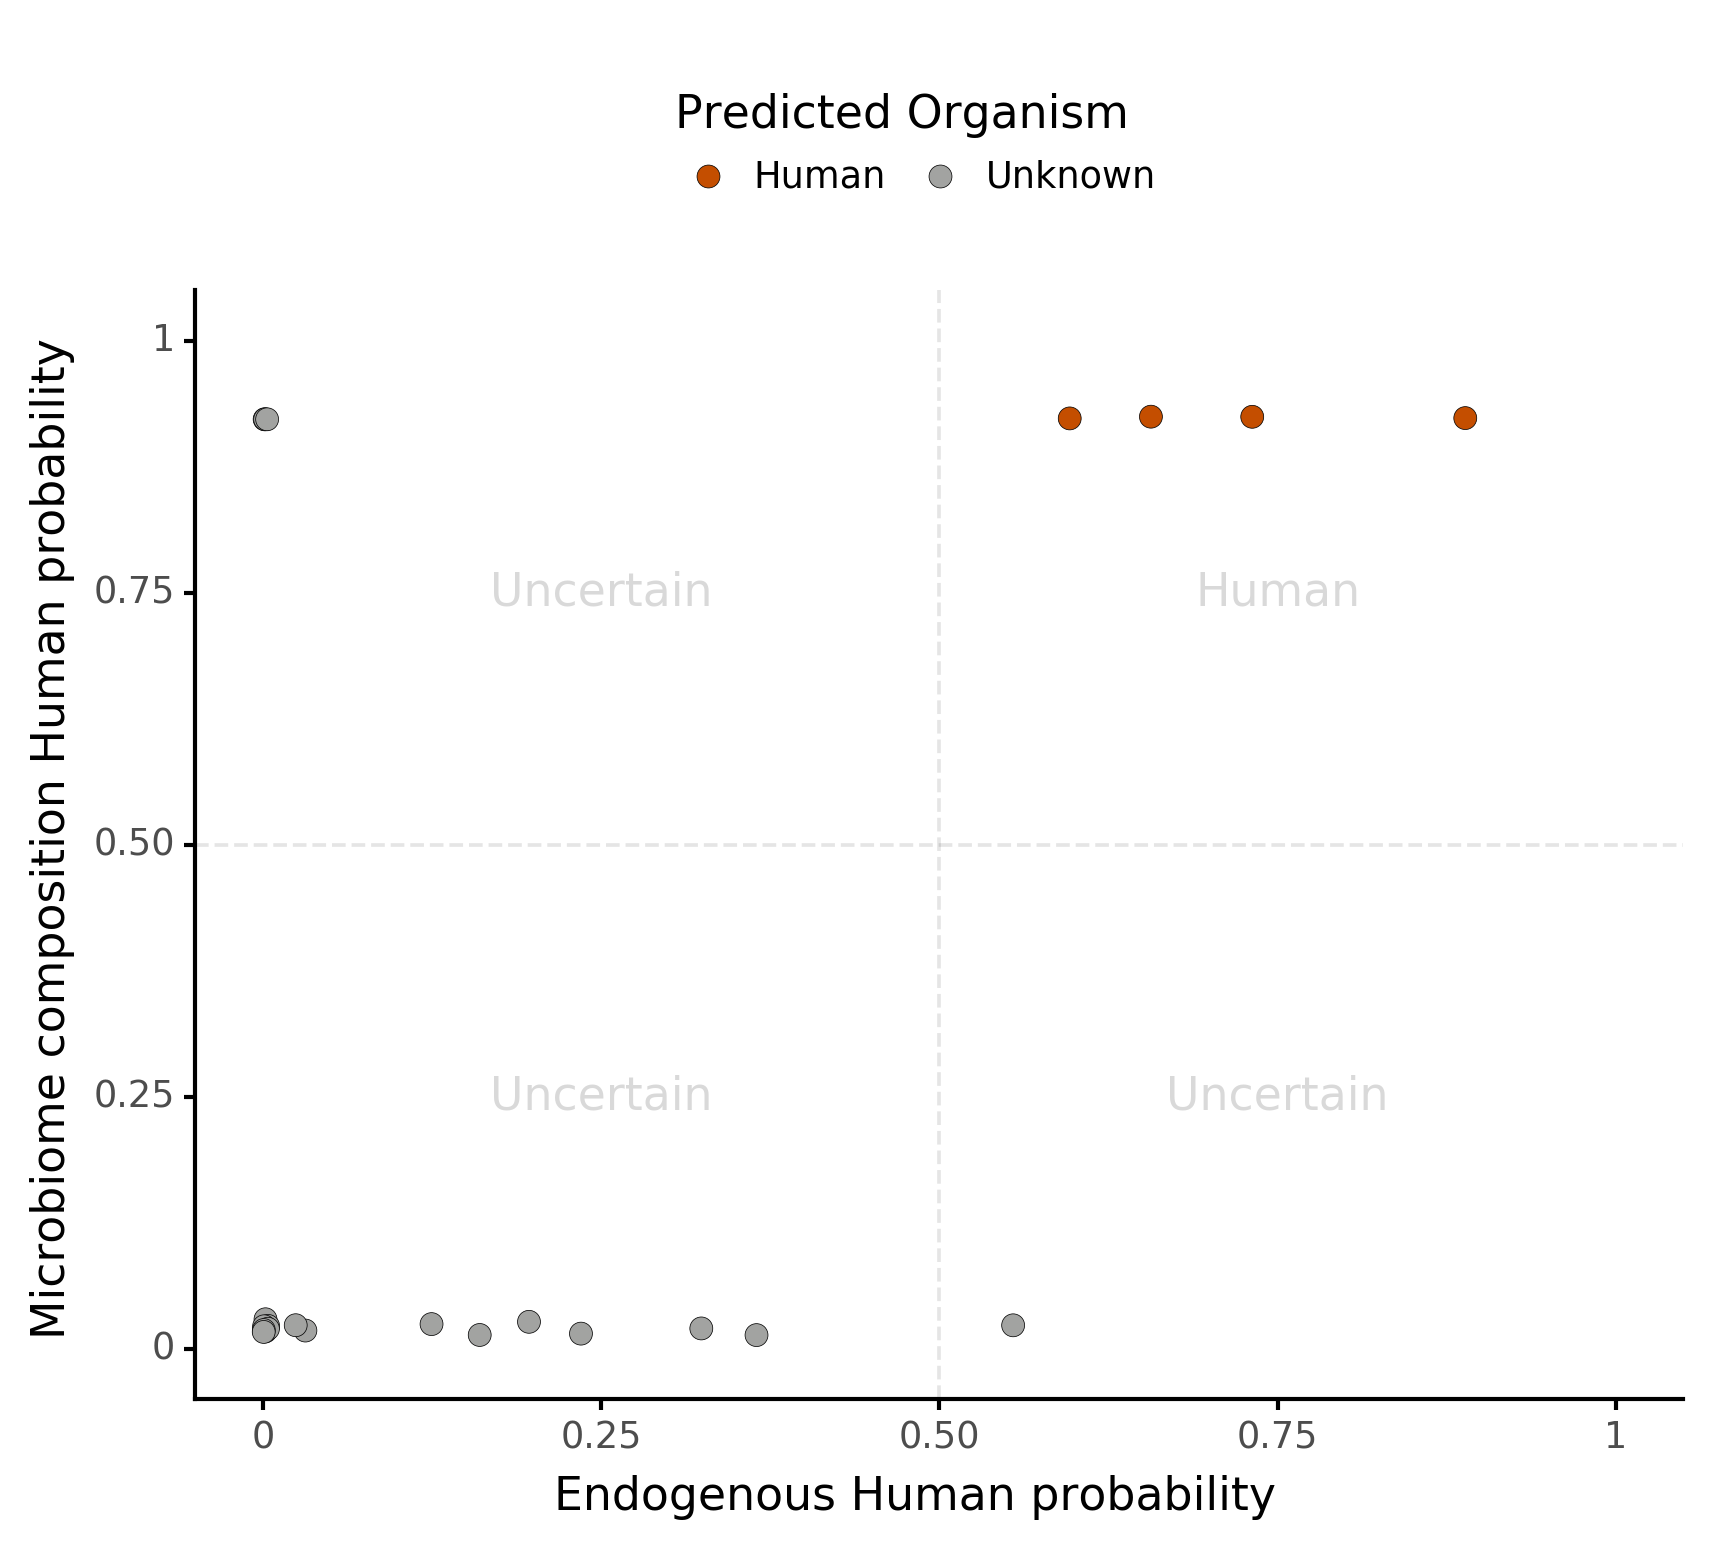 Predicted Organism
Human Unknown
Microbiome composition Human probability
1
0.75
0.50
0.25
0
Uncertain Human
Uncertain Uncertain
0 0.25 0.50 0.75 1
Endogenous Human probability